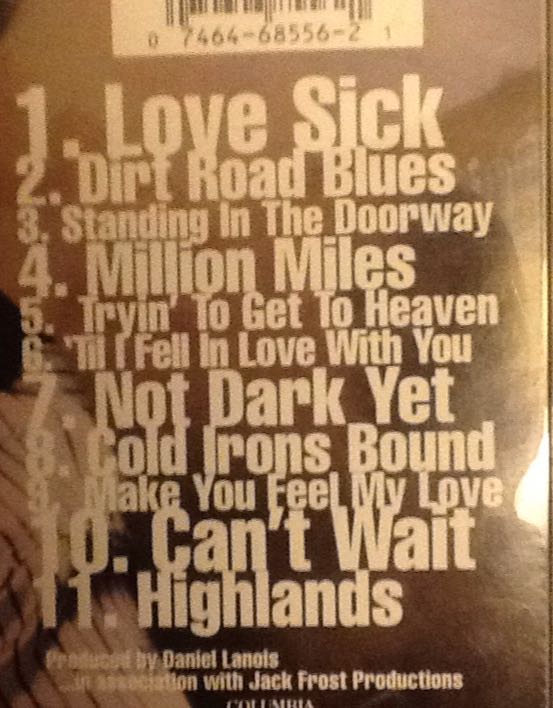 0 7464-68556-2 1
1. Love Sick
2. Dirt Road Blues
3. Standing In The Doorway
4. Million Miles
5. Tryin' To Get To Heaven
6. 'Til I Fell In Love With You
7. Not Dark Yet
8. Cold Irons Bound
9. Make You Feel My Love
10. Can't Wait
11. Highlands
Produced by Daniel Lanois
...in association with Jack Frost Productions
COLUMBIA